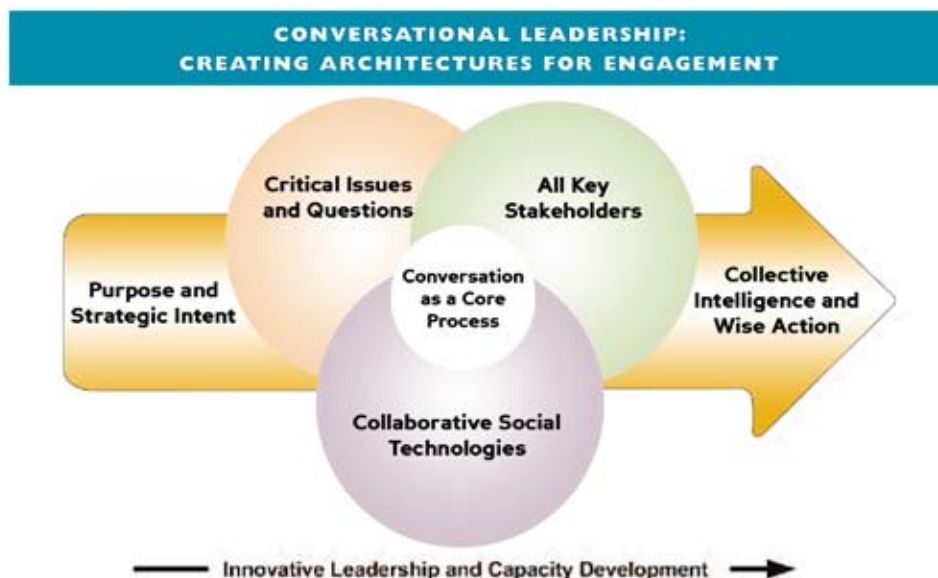 CONVERSATIONAL LEADERSHIP:
CREATING ARCHITECTURES FOR ENGAGEMENT
Critical Issues
and Questions
All Key
Stakeholders
Purpose and
Strategic Intent
Conversation
as a Core
Process
Collective
Intelligence and
Wise Action
Collaborative Social
Technologies
Innovative Leadership and Capacity Development